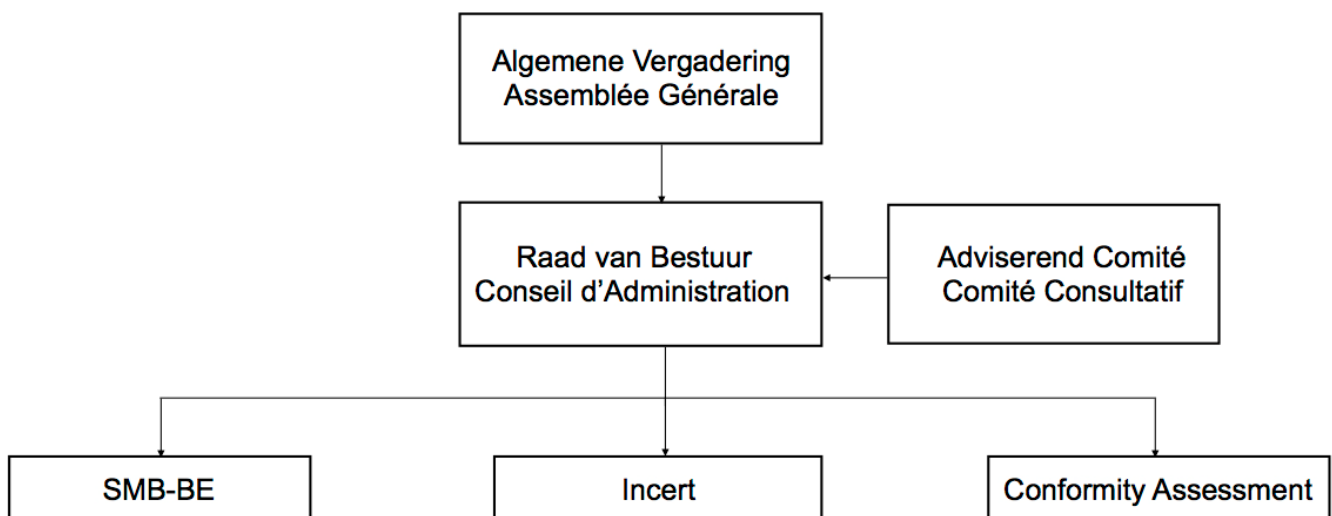 Algemene Vergadering
Assemblée Générale
Raad van Bestuur
Conseil d’Administration
Adviserend Comité
Comité Consultatif
SMB-BE
Incert
Conformity Assessment